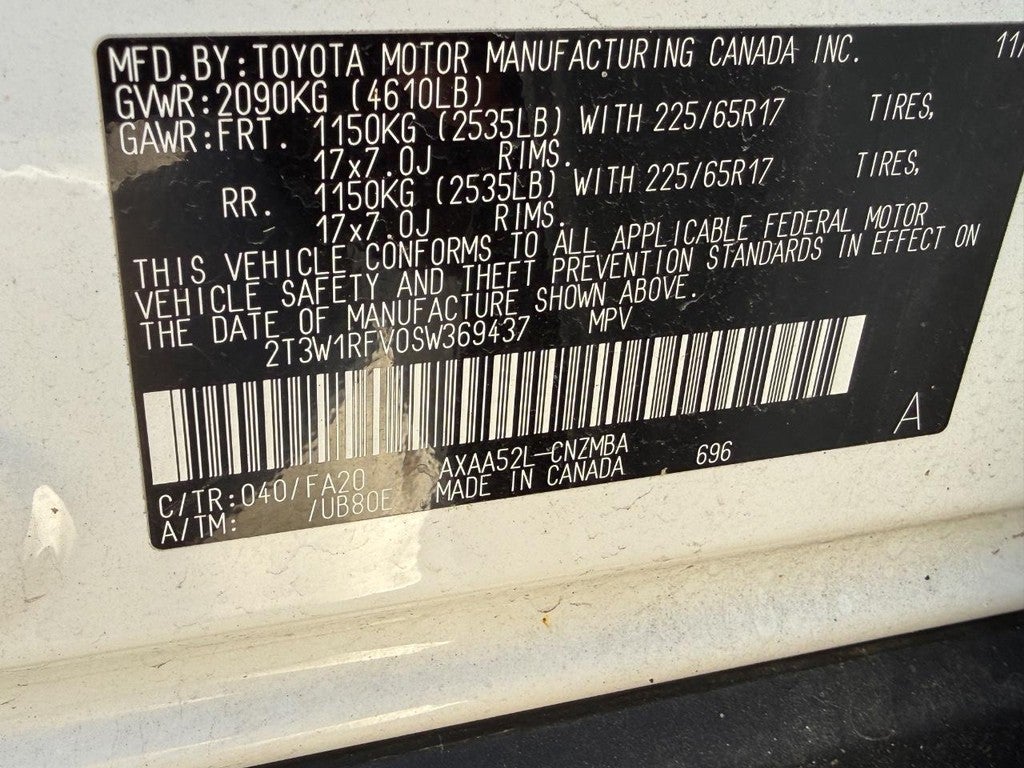 MFD.BY:TOYOTA MOTOR MANUFACTURING CANADA INC. 11/
GVWR:2090KG (4610LB)
GAWR:FRT. 1150KG (2535LB) WITH 225/65R17 TIRES,
17x7.0J RIMS.
RR. 1150KG (2535LB) WITH 225/65R17 TIRES,
17x7.0J RIMS.
THIS VEHICLE CONFORMS TO ALL APPLICABLE FEDERAL MOTOR
VEHICLE SAFETY AND THEFT PREVENTION STANDARDS IN EFFECT ON
THE DATE OF MANUFACTURE SHOWN ABOVE.
2T3W1RFV0SW369437 MPV
A
C/TR:040/FA20 AXAA52L-CNZMBA 696
A/TM: /UB80E MADE IN CANADA